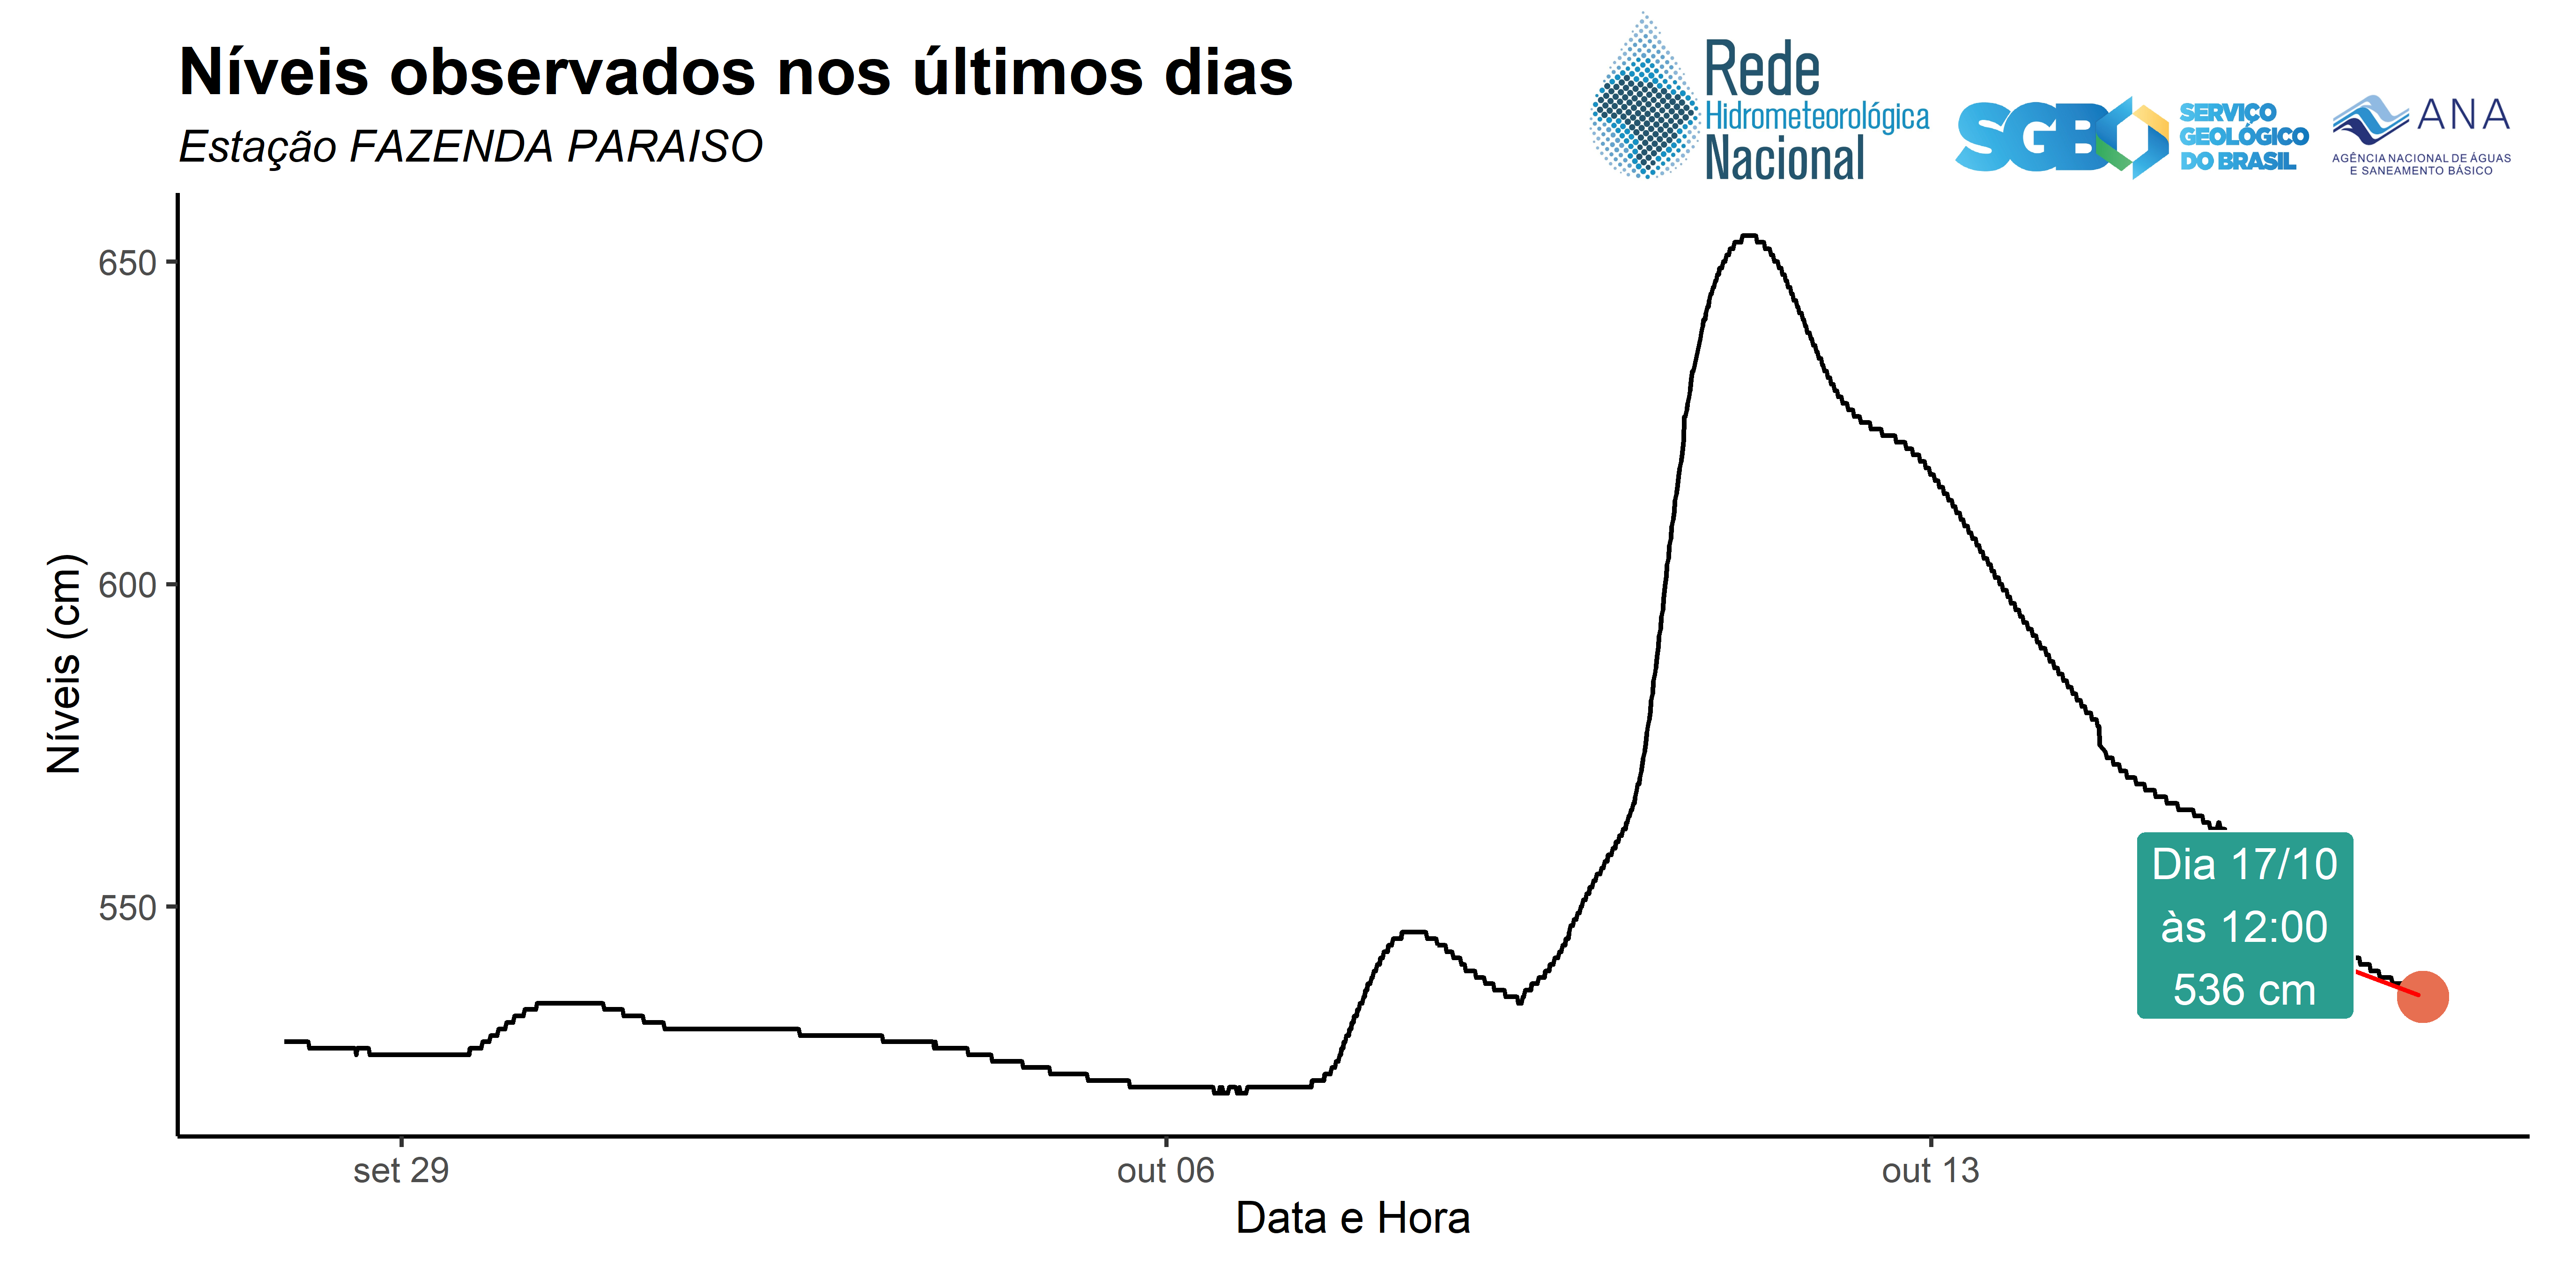 Níveis observados nos últimos dias
Estação FAZENDA PARAISO
Rede
Hidrometeorológica
Nacional
SGB
SERVIÇO
GEOLÓGICO
DO BRASIL
ANA
AGÊNCIA NACIONAL DE ÁGUAS
E SANEAMENTO BÁSICO
Níveis (cm)
650
600
550
Dia 17/10
às 12:00
536 cm
set 29
out 06
out 13
Data e Hora